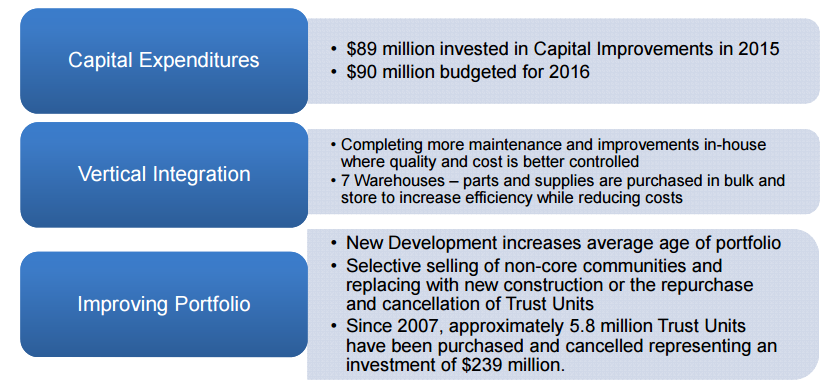 Capital Expenditures
• $89 million invested in Capital Improvements in 2015
• $90 million budgeted for 2016
Vertical Integration
• Completing more maintenance and improvements in-house
where quality and cost is better controlled
• 7 Warehouses – parts and supplies are purchased in bulk and
store to increase efficiency while reducing costs
Improving Portfolio
• New Development increases average age of portfolio
• Selective selling of non-core communities and
replacing with new construction or the repurchase
and cancellation of Trust Units
• Since 2007, approximately 5.8 million Trust Units
have been purchased and cancelled representing an
investment of $239 million.